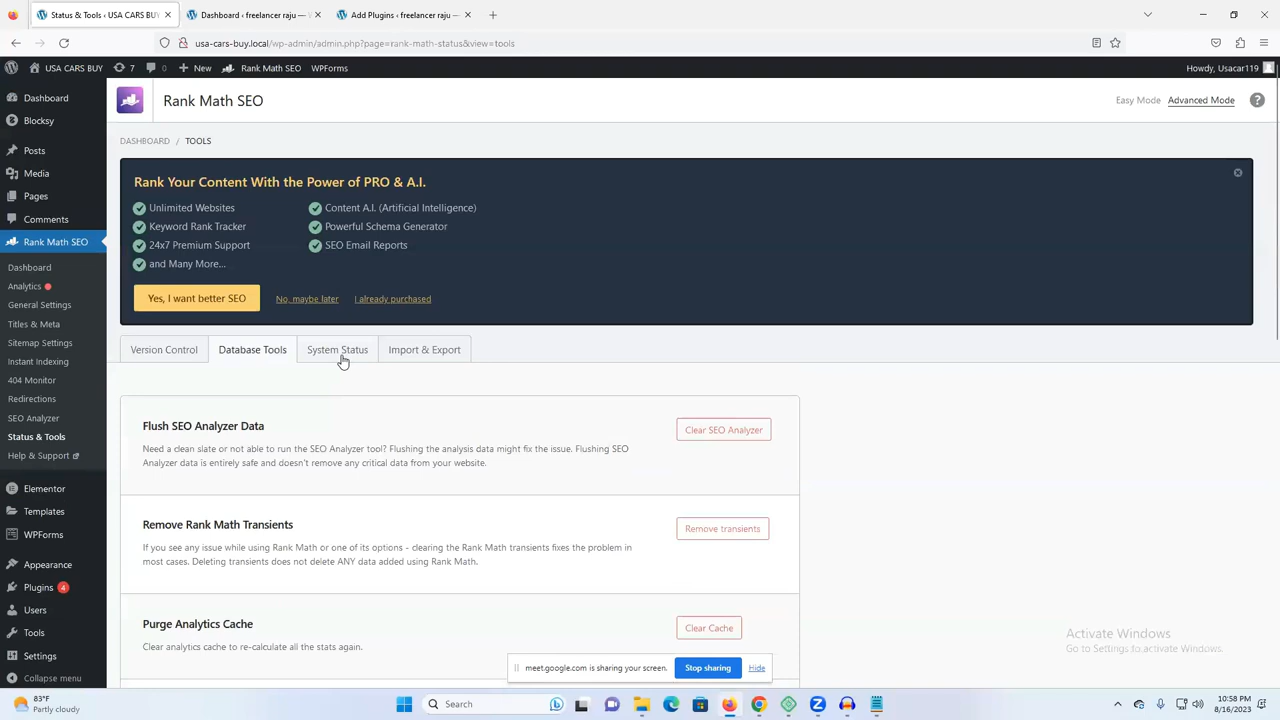 Status & Tools ‹ USA CARS BUY
Dashboard ‹ freelancer raju — W
Add Plugins ‹ freelancer raju —
usa-cars-buy.local/wp-admin/admin.php?page=rank-math-status&view=tools
USA CARS BUY
7
0
New
Rank Math SEO
WPForms
Howdy, Usacar119
Dashboard
Blocksy
Posts
Media
Pages
Comments
Rank Math SEO
Dashboard
Analytics
General Settings
Titles & Meta
Sitemap Settings
Instant Indexing
404 Monitor
Redirections
SEO Analyzer
Status & Tools
Help & Support
Elementor
Templates
WPForms
Appearance
Plugins 4
Users
Tools
Settings
Collapse menu
Rank Math SEO
Easy Mode
Advanced Mode
?
DASHBOARD / TOOLS
Rank Your Content With the Power of PRO & A.I.
Unlimited Websites
Content A.I. (Artificial Intelligence)
Keyword Rank Tracker
Powerful Schema Generator
24x7 Premium Support
SEO Email Reports
and Many More...
Yes, I want better SEO
No, maybe later
I already purchased
Version Control
Database Tools
System Status
Import & Export
Flush SEO Analyzer Data
Need a clean slate or not able to run the SEO Analyzer tool? Flushing the analysis data might fix the issue. Flushing SEO
Analyzer data is entirely safe and doesn't remove any critical data from your website.
Clear SEO Analyzer
Remove Rank Math Transients
If you see any issue while using Rank Math or one of its options - clearing the Rank Math transients fixes the problem in
most cases. Deleting transients does not delete ANY data added using Rank Math.
Remove transients
Purge Analytics Cache
Clear analytics cache to re-calculate all the stats again.
Clear Cache
Activate Windows
Go to Settings to activate Windows.
meet.google.com is sharing your screen.
Stop sharing
Hide
83°F
Partly cloudy
Search
10:58 PM
8/16/2023